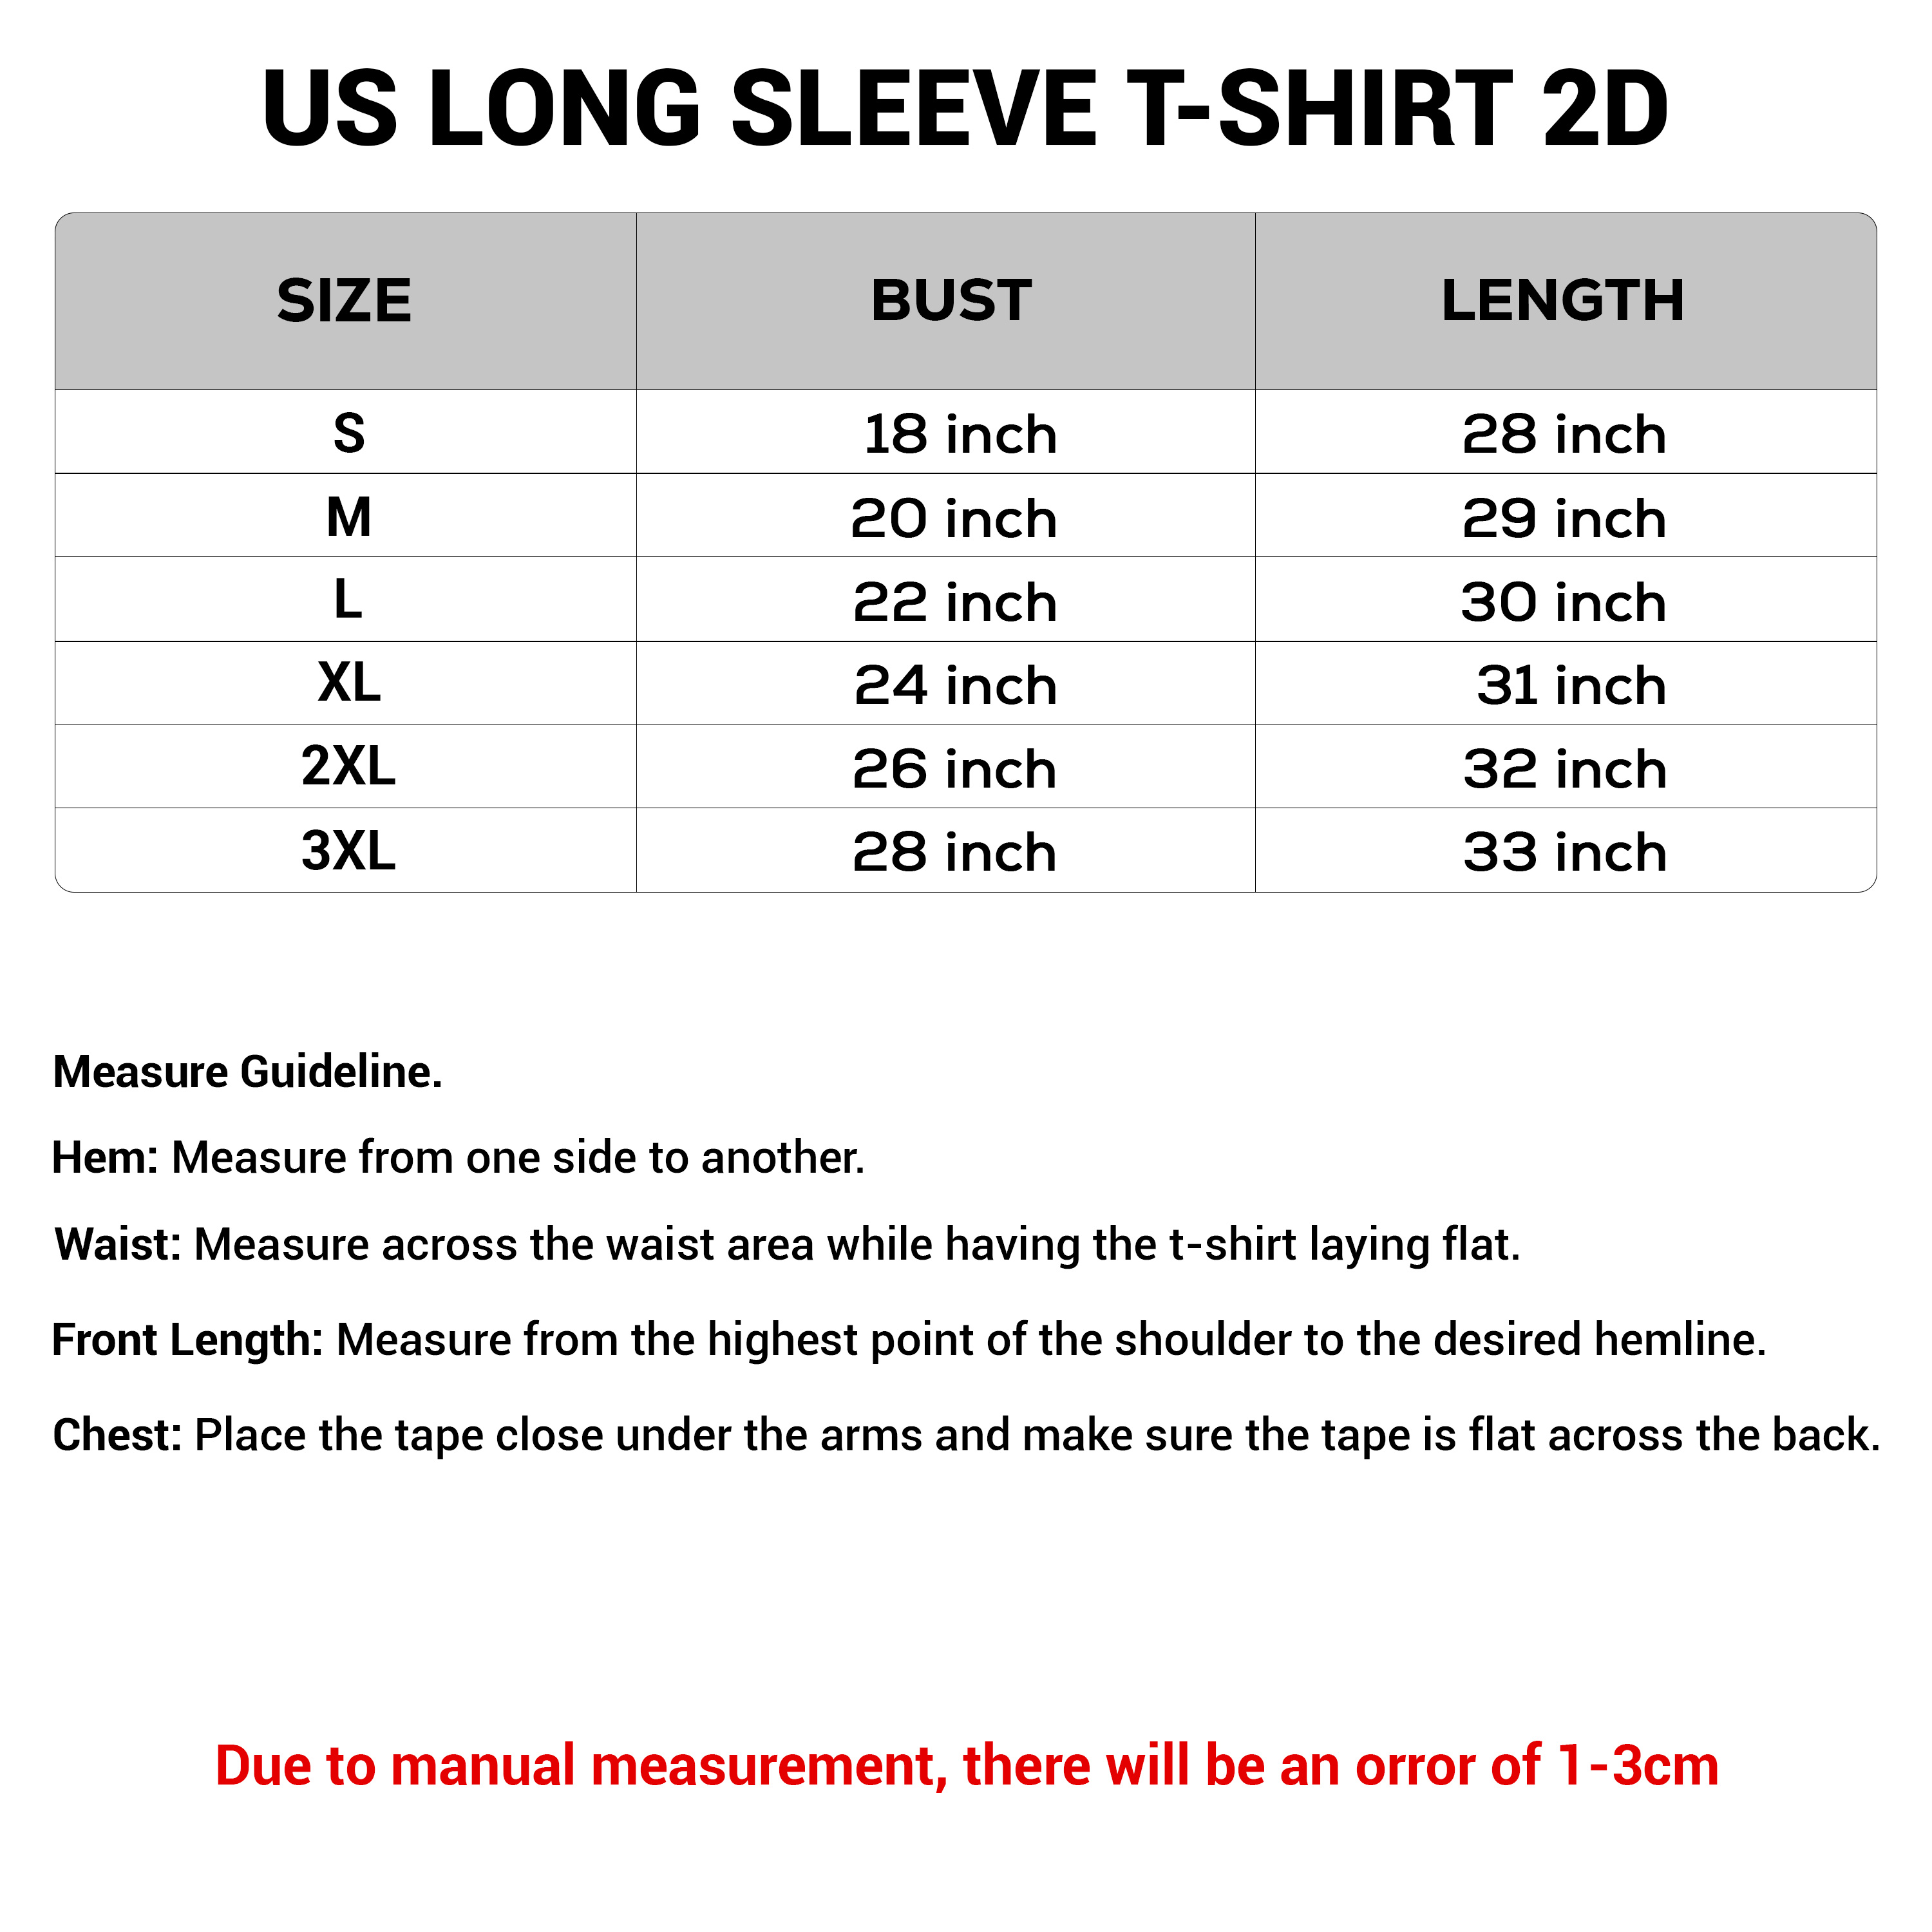 US LONG SLEEVE T-SHIRT 2D
SIZE BUST LENGTH
S 18 inch 28 inch
M 20 inch 29 inch
L 22 inch 30 inch
XL 24 inch 31 inch
2XL 26 inch 32 inch
3XL 28 inch 33 inch
Measure Guideline.
Hem: Measure from one side to another.
Waist: Measure across the waist area while having the t-shirt laying flat.
Front Length: Measure from the highest point of the shoulder to the desired hemline.
Chest: Place the tape close under the arms and make sure the tape is flat across the back.
Due to manual measurement, there will be an orror of 1-3cm